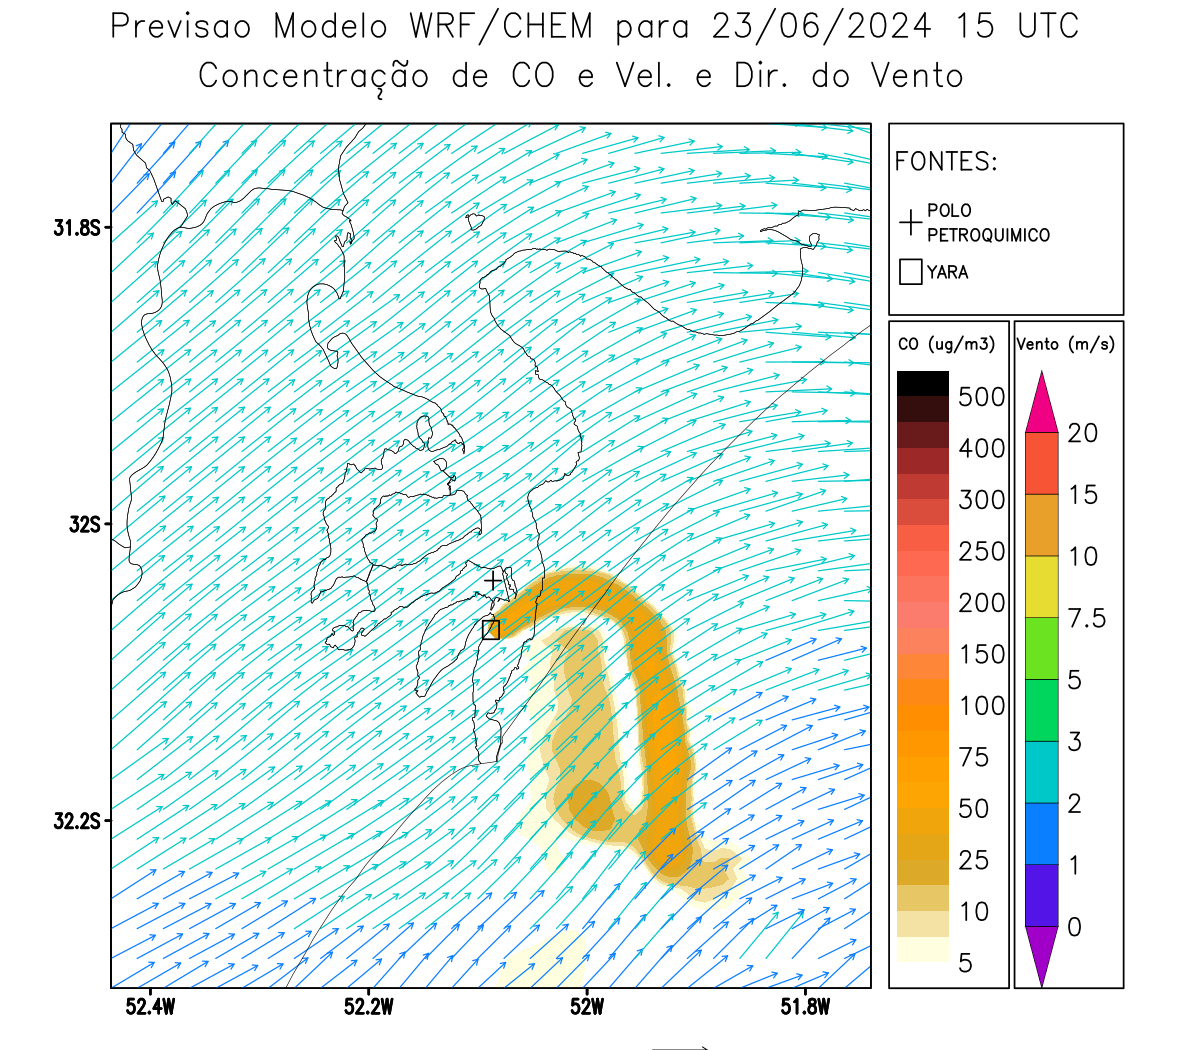 Previsao Modelo WRF/CHEM para 23/06/2024 15 UTC
Concentração de CO e Vel. e Dir. do Vento
FONTES:
POLO
PETROQUIMICO
YARA
CO (ug/m3)
500
400
300
250
200
150
100
75
50
25
10
5
Vento (m/s)
20
15
10
7.5
5
3
2
1
0
31.8S
32S
32.2S
52.4W
52.2W
52W
51.8W